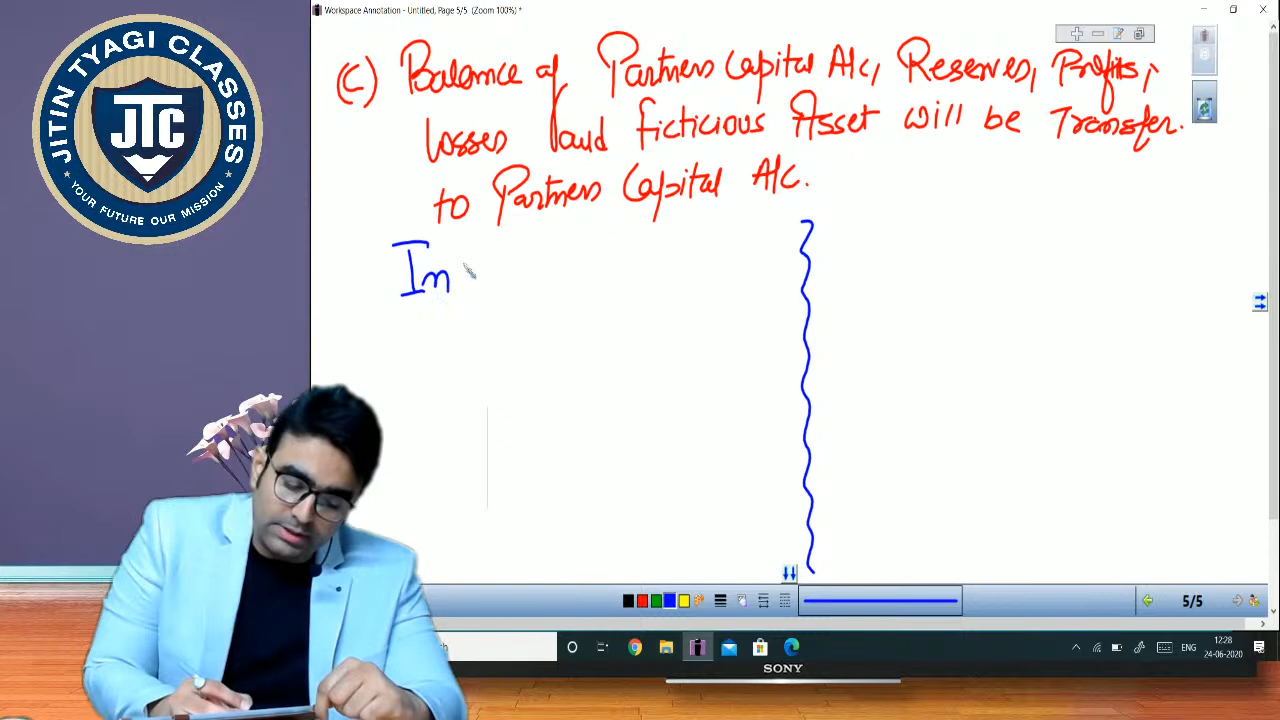 Workspace Annotation - Untitled, Page 5/5 (Zoom 100%) *
JITIN TYAGI CLASSES
JTC
YOUR FUTURE OUR MISSION
(C) Balance of Partners Capital A/c, Reserves, Profits,
losses and ficticious Asset will be Transfer.
to Partners Capital A/c.
In
5/5
ENG
12:28
24-06-2020
SONY